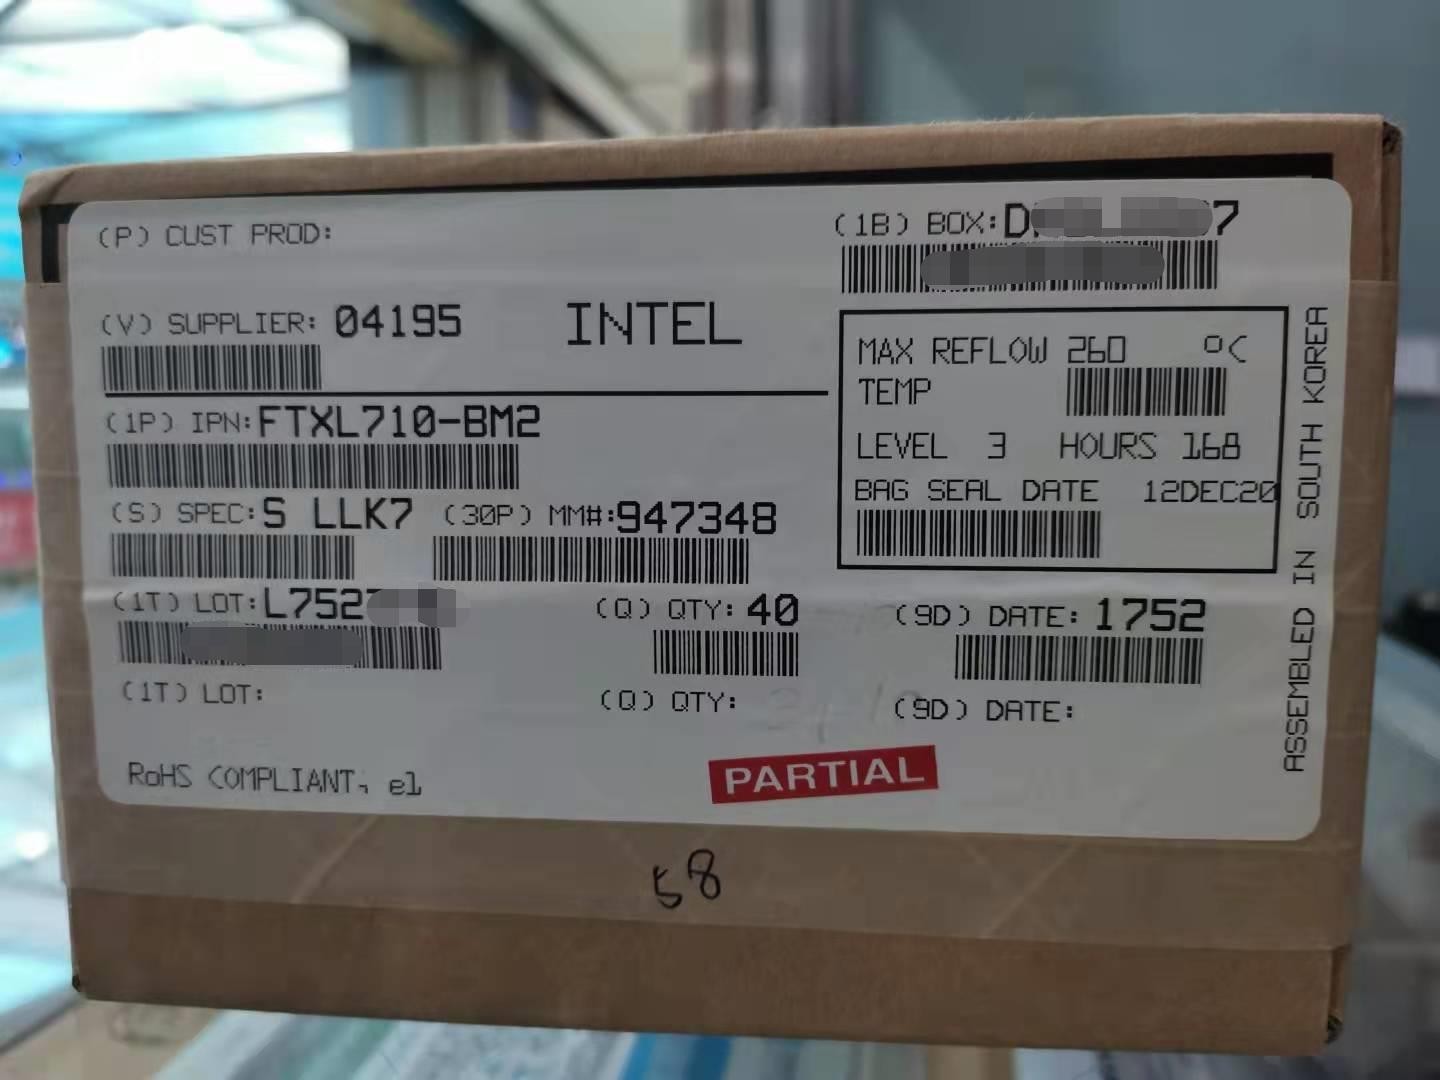 (P) CUST PROD:
(1B) BOX:
(V) SUPPLIER: 04195
INTEL
MAX REFLOW 260 °C
TEMP
LEVEL 3 HOURS 168
BAG SEAL DATE 12DEC20
ASSEMBLED IN SOUTH KOREA
(1P) IPN:FTXL710-BM2
(S) SPEC:S LLK7 (30P) MM#:947348
(1T) LOT: (Q) QTY: 40 (9D) DATE: 1752
(1T) LOT: (Q) QTY: (9D) DATE:
RoHS COMPLIANT, e1
PARTIAL
58